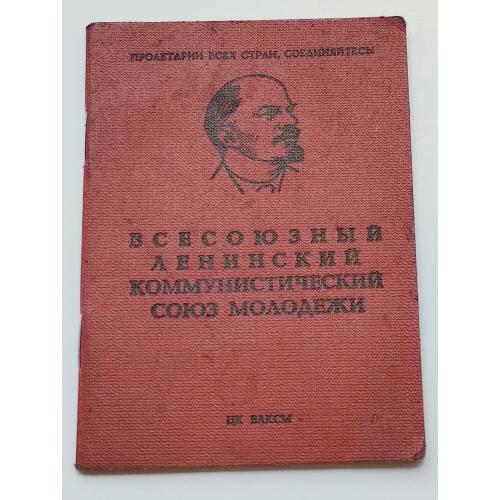 ПРОЛЕТАРИИ ВСЕХ СТРАН, СОЕДИНЯЙТЕСЬ!
ВСЕСОЮЗНЫЙ
ЛЕНИНСКИЙ
КОММУНИСТИЧЕСКИЙ
СОЮЗ МОЛОДЕЖИ
ЦК ВЛКСМ